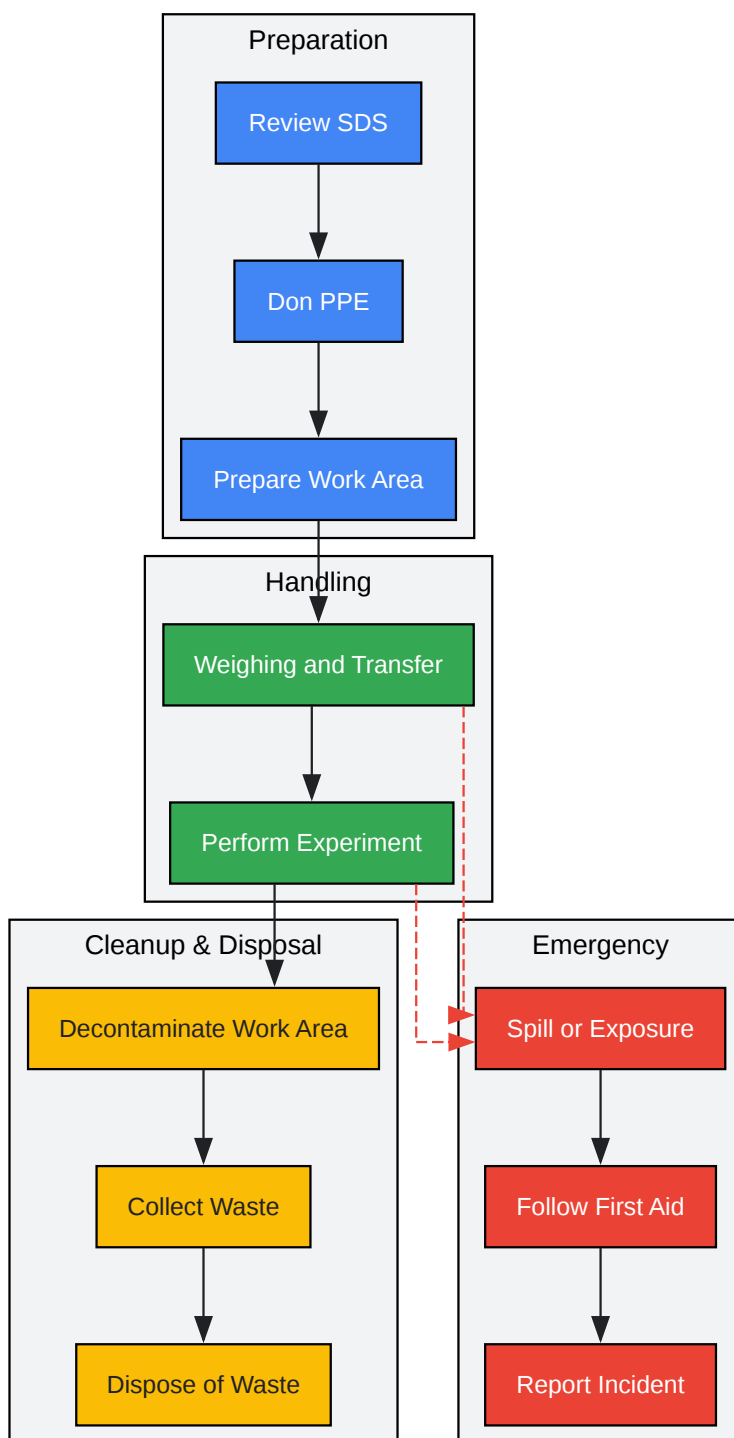 Preparation
Review SDS
Don PPE
Prepare Work Area
Handling
Weighing and Transfer
Perform Experiment
Cleanup & Disposal
Decontaminate Work Area
Collect Waste
Dispose of Waste
Emergency
Spill or Exposure
Follow First Aid
Report Incident